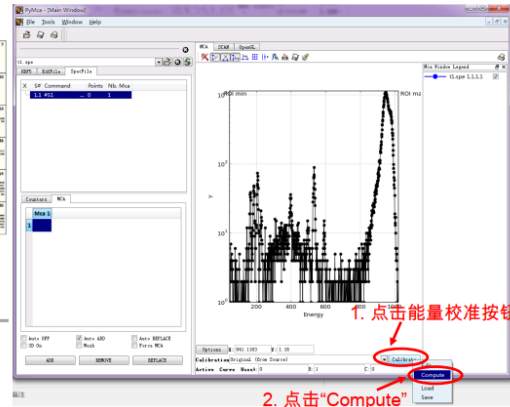 PyMca - [Main Window]
File Tools Window Help
t1.spe
HDF5 EdfFile SpecFile
X S# Command Points Nb. Mca
1.1 #S1 ... 0 1
Counters MCA
Mca 1
1
Auto OFF Auto ADD Auto REPLACE
3D On Mesh Force MCA
ADD REMOVE REPLACE
MCA SCAN OpenGL
Mca Window Legend
t1.spe 1.1.1.1
ROI min
ROI ma
Y
200 400 600 800
Energy
1. 点击能量校准按钮
Options
Calibration Original (from Source)
Calibrat
Active Curve Uncal
Compute
Load
Save
2. 点击“Compute”